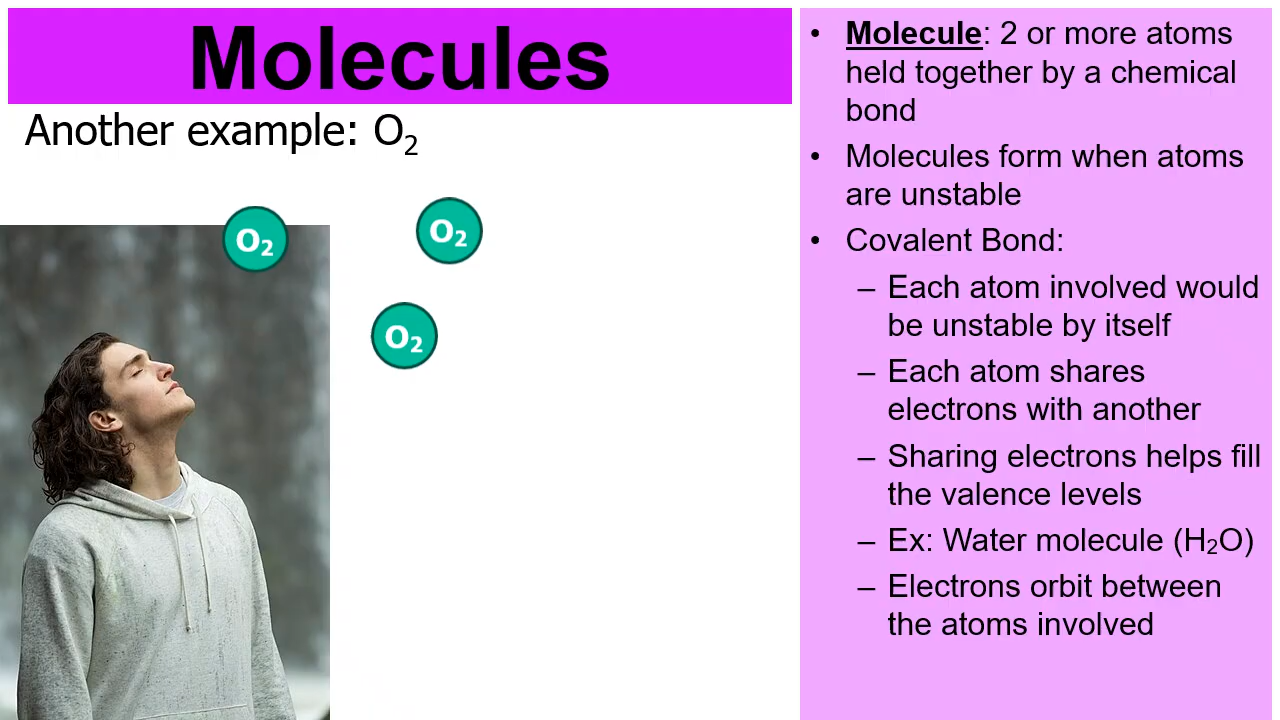 Molecules
Another example: O₂
O₂
O₂
O₂
• Molecule: 2 or more atoms
held together by a chemical
bond
• Molecules form when atoms
are unstable
• Covalent Bond:
– Each atom involved would
be unstable by itself
– Each atom shares
electrons with another
– Sharing electrons helps fill
the valence levels
– Ex: Water molecule (H₂O)
– Electrons orbit between
the atoms involved